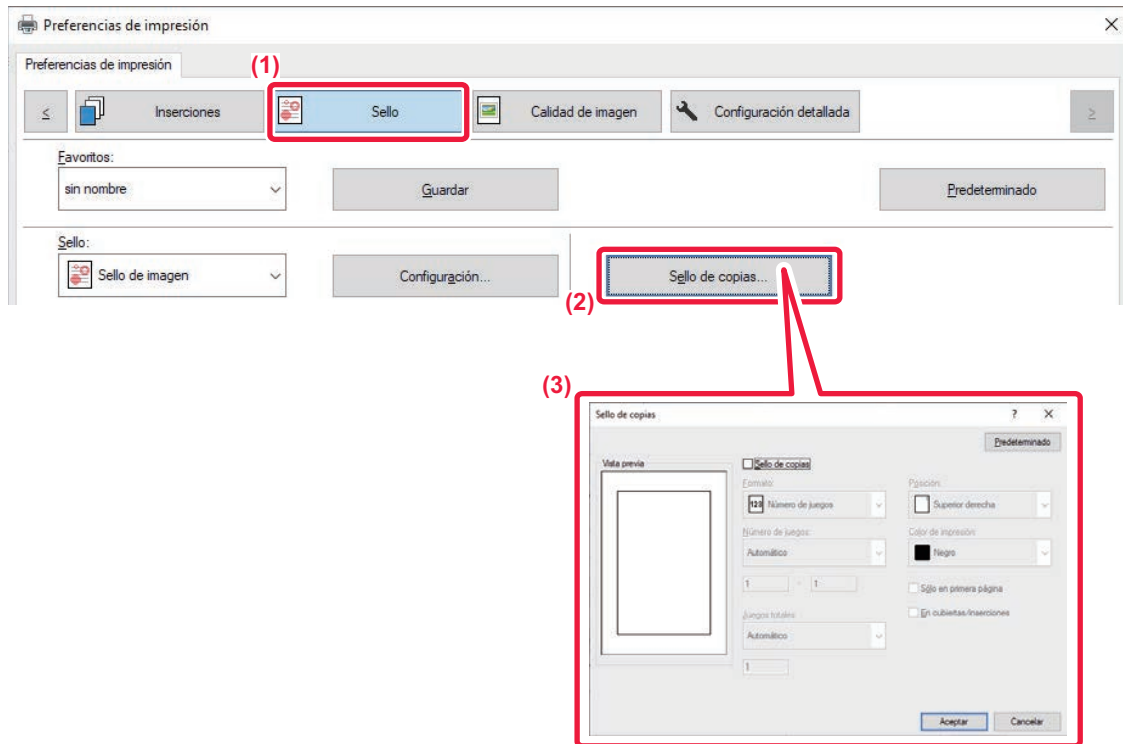 Preferencias de impresión
Preferencias de impresión
(1)
< Inserciones Sello Calidad de imagen Configuración detallada >
Favoritos:
sin nombre Guardar Predeterminado
Sello:
Sello de imagen Configuración... Sello de copias...
(2)
(3)
Sello de copias ?
Predeterminado
Vista previa
Sello de copias
Formato: Posición:
123 Número de juegos Superior derecha
Número de juegos: Color de impresión:
Automático Negro
1 - 1
Sólo en primera página
En cubiertas/inserciones
Juegos totales:
Automático
1
Aceptar Cancelar